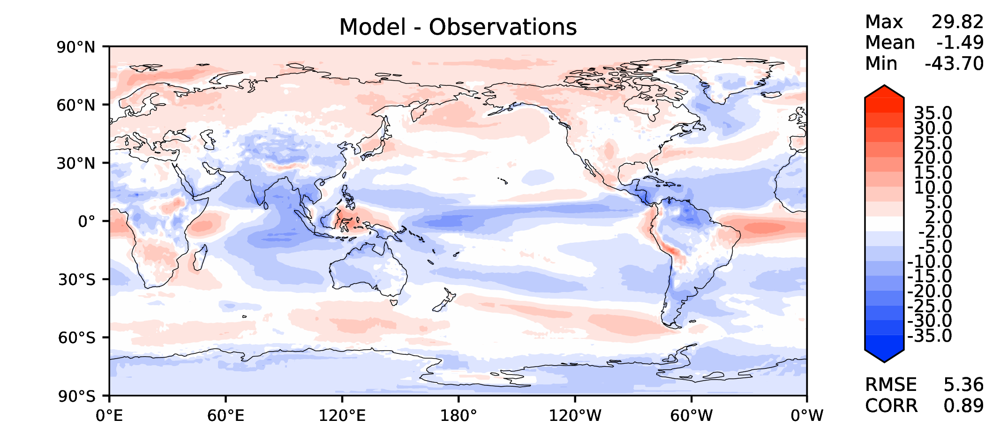 Model - Observations
Max 29.82
Mean -1.49
Min -43.70
90°N
60°N
30°N
0°
30°S
60°S
90°S
0°E 60°E 120°E 180° 120°W 60°W 0°W
35.0
30.0
25.0
20.0
15.0
10.0
5.0
2.0
-2.0
-5.0
-10.0
-15.0
-20.0
-25.0
-30.0
-35.0
RMSE 5.36
CORR 0.89